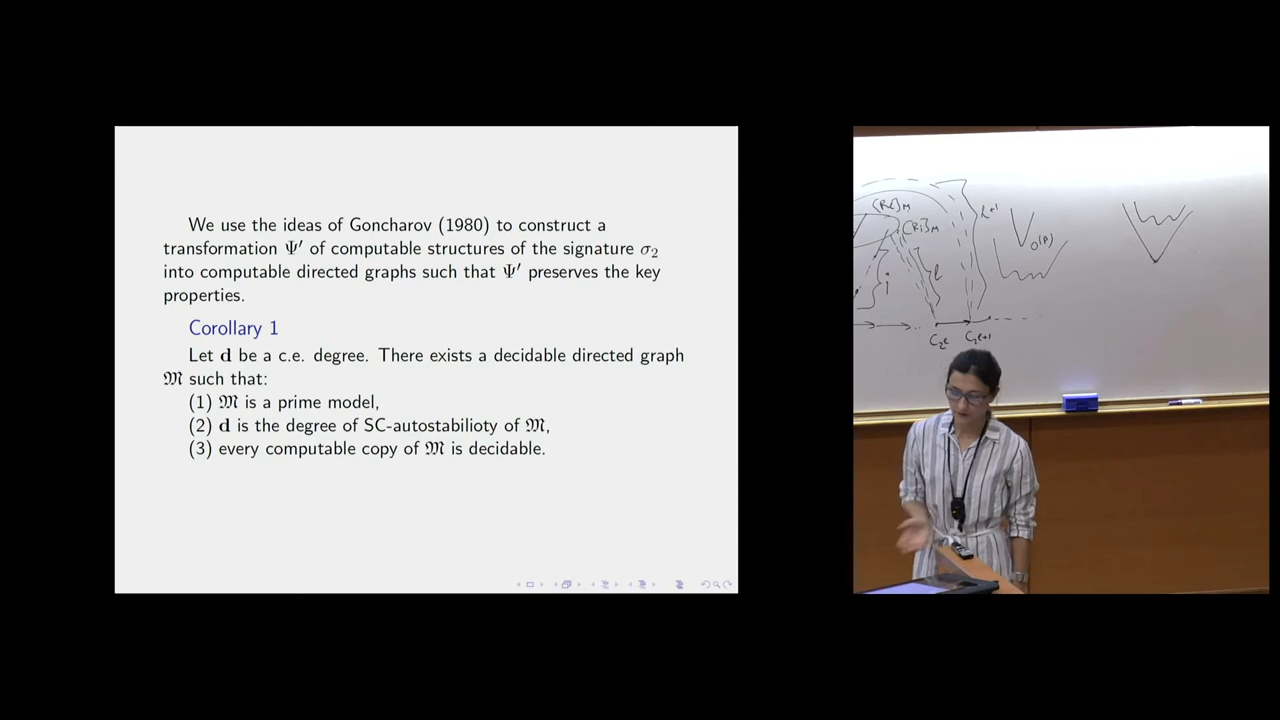 We use the ideas of Goncharov (1980) to construct a
transformation Ψ′ of computable structures of the signature σ₂
into computable directed graphs such that Ψ′ preserves the key
properties.
Corollary 1
Let d be a c.e. degree. There exists a decidable directed graph
𝔐 such that:
(1) 𝔐 is a prime model,
(2) d is the degree of SC-autostabilioty of 𝔐,
(3) every computable copy of 𝔐 is decidable.